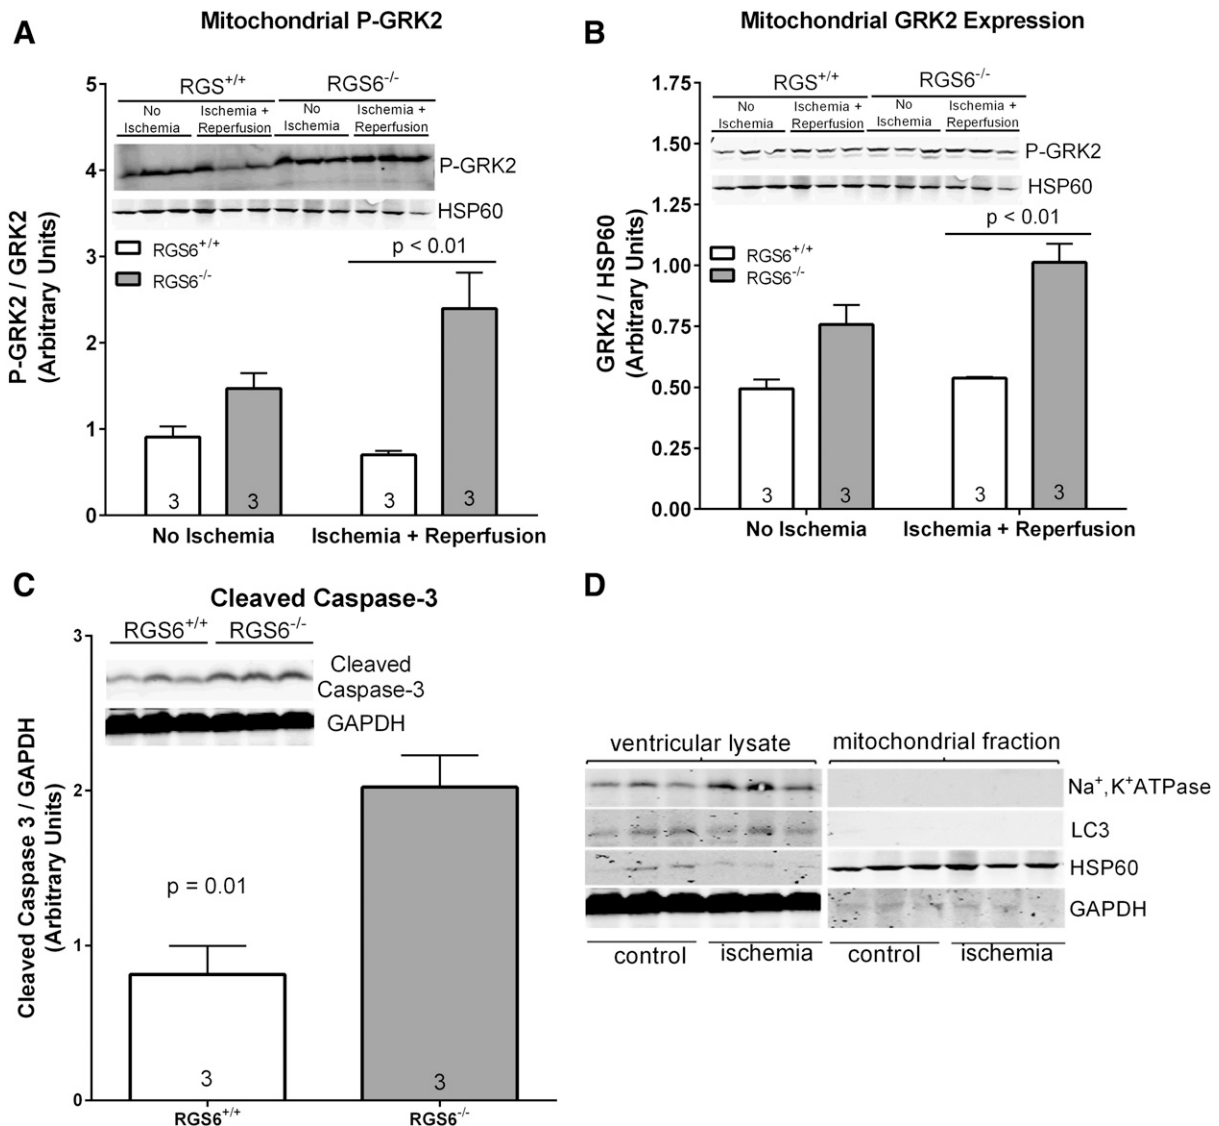 A
Mitochondrial P-GRK2
5
4
3
2
1
0
P-GRK2 / GRK2
(Arbitrary Units)
RGS+/+
RGS6-/-
No
Ischemia
Ischemia +
Reperfusion
No
Ischemia
Ischemia +
Reperfusion
P-GRK2
HSP60
RGS6+/+
RGS6-/-
p < 0.01
3
3
3
3
No Ischemia
Ischemia + Reperfusion
B
Mitochondrial GRK2 Expression
1.75
1.50
1.25
1.00
0.75
0.50
0.25
0.00
GRK2 / HSP60
(Arbitrary Units)
RGS+/+
RGS6-/-
No
Ischemia
Ischemia +
Reperfusion
No
Ischemia
Ischemia +
Reperfusion
P-GRK2
HSP60
p < 0.01
RGS6+/+
RGS6-/-
3
3
3
3
No Ischemia
Ischemia + Reperfusion
C
Cleaved Caspase-3
3
2
1
0
Cleaved Caspase 3 / GAPDH
(Arbitrary Units)
RGS6+/+
RGS6-/-
Cleaved
Caspase-3
GAPDH
p = 0.01
3
3
RGS6+/+
RGS6-/-
D
ventricular lysate
mitochondrial fraction
Na+,K+ATPase
LC3
HSP60
GAPDH
control
ischemia
control
ischemia